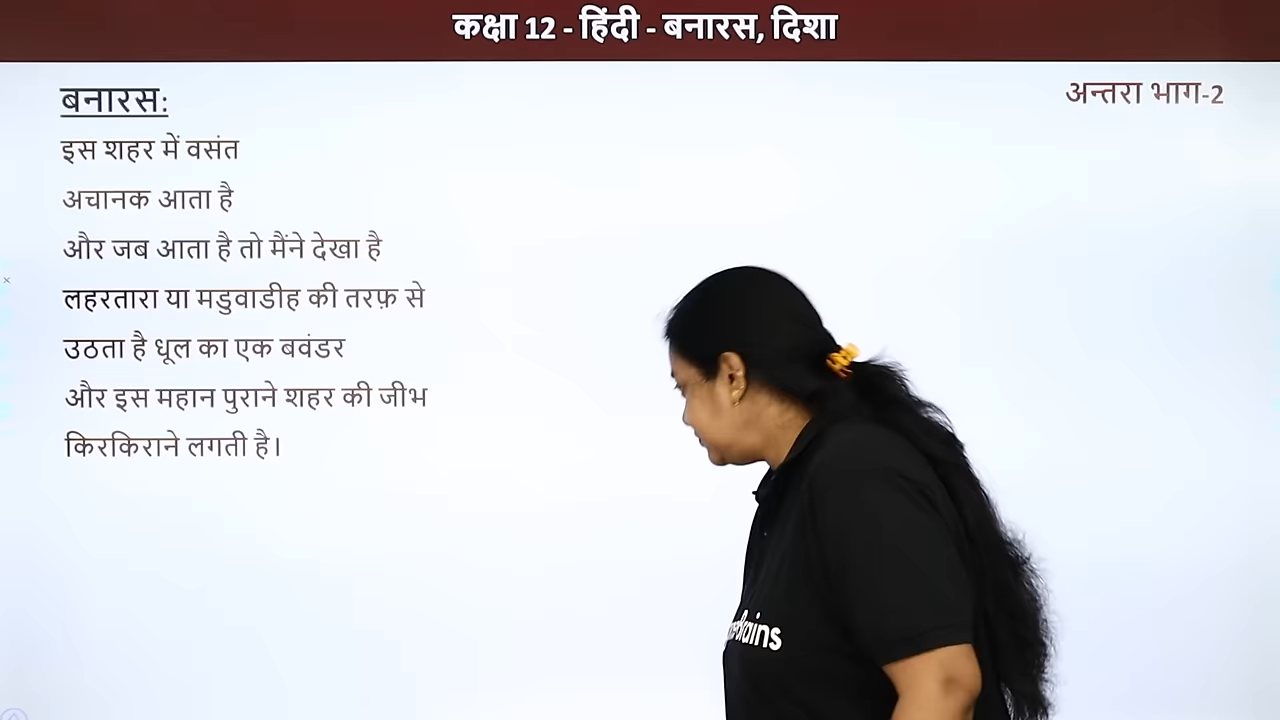 कक्षा 12 - हिंदी - बनारस, दिशा
अन्तरा भाग-2
बनारस:
इस शहर में वसंत
अचानक आता है
और जब आता है तो मैंने देखा है
लहरतारा या मडुवाडीह की तरफ़ से
उठता है धूल का एक बवंडर
और इस महान पुराने शहर की जीभ
किरकिराने लगती है।